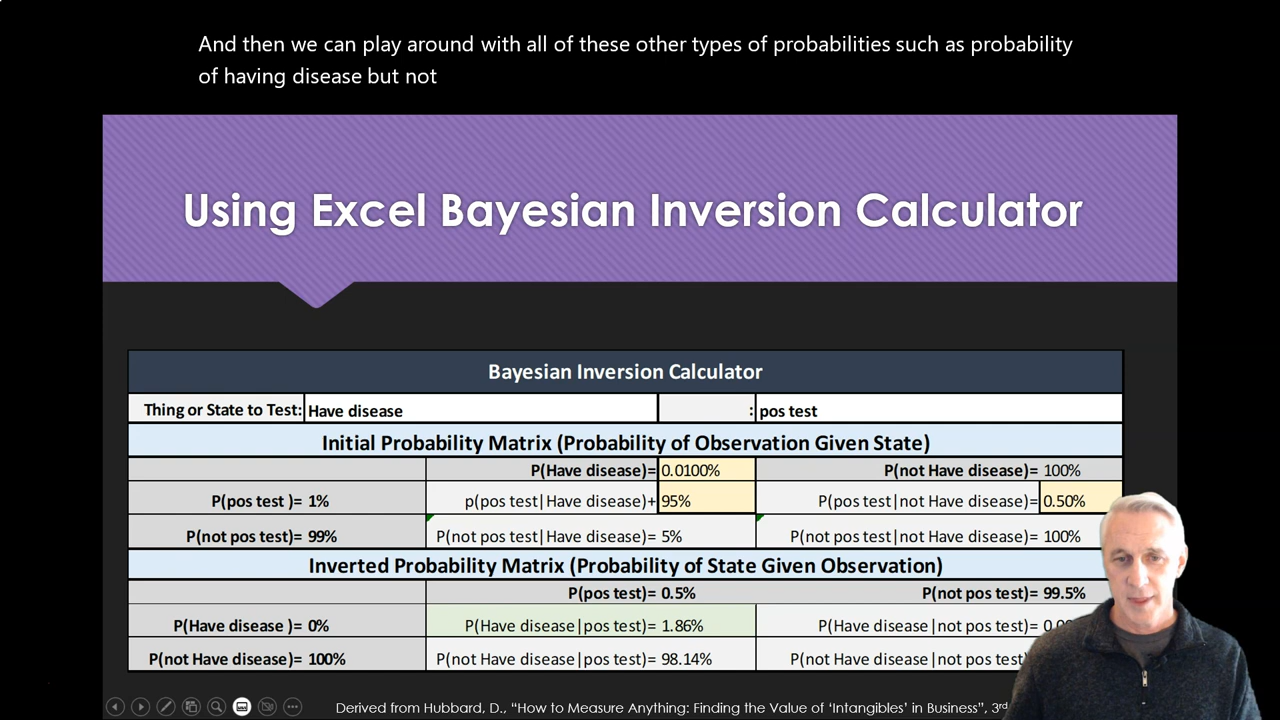 And then we can play around with all of these other types of probabilities such as probability
of having disease but not
Using Excel Bayesian Inversion Calculator
Bayesian Inversion Calculator
Thing or State to Test: Have disease : pos test
Initial Probability Matrix (Probability of Observation Given State)
P(Have disease)= 0.0100% P(not Have disease)= 100%
P(pos test )= 1% p(pos test|Have disease)+ 95% P(pos test|not Have disease)= 0.50%
P(not pos test)= 99% P(not pos test|Have disease)= 5% P(not pos test|not Have disease)= 100%
Inverted Probability Matrix (Probability of State Given Observation)
P(pos test)= 0.5% P(not pos test)= 99.5%
P(Have disease )= 0% P(Have disease|pos test)= 1.86% P(Have disease|not pos test)=
P(not Have disease)= 100% P(not Have disease|pos test)= 98.14% P(not Have disease|not pos test)
Derived from Hubbard, D., “How to Measure Anything: Finding the Value of ‘Intangibles’ in Business”, 3rd